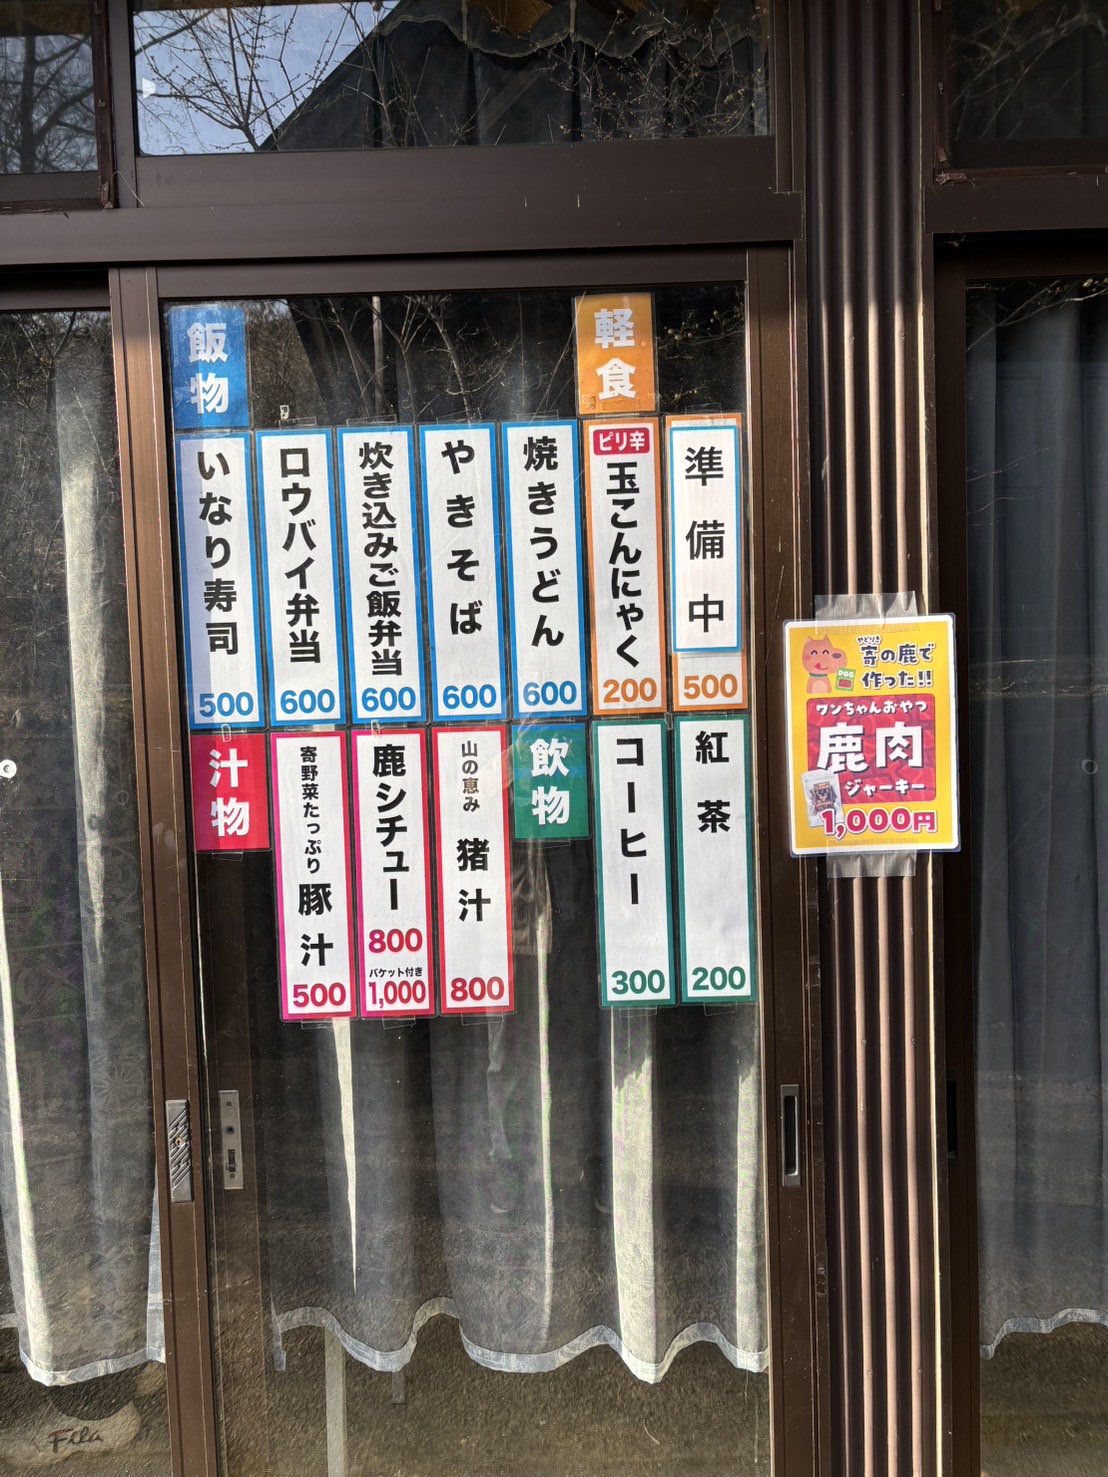 飯物
いなり寿司
500
ロウバイ弁当
600
炊き込みご飯弁当
600
やきそば
600
焼きうどん
600
軽食
ピリ辛
玉こんにゃく
200
準備中
500
汁物
寄野菜たっぷり
豚汁
500
鹿シチュー
800
バケット付き
1,000
山の恵み
猪汁
800
飲物
コーヒー
300
紅茶
200
やどりき
寄の鹿で
作った!!
DOG
ワンちゃんおやつ
鹿肉
ジャーキー
1,000円
Fila